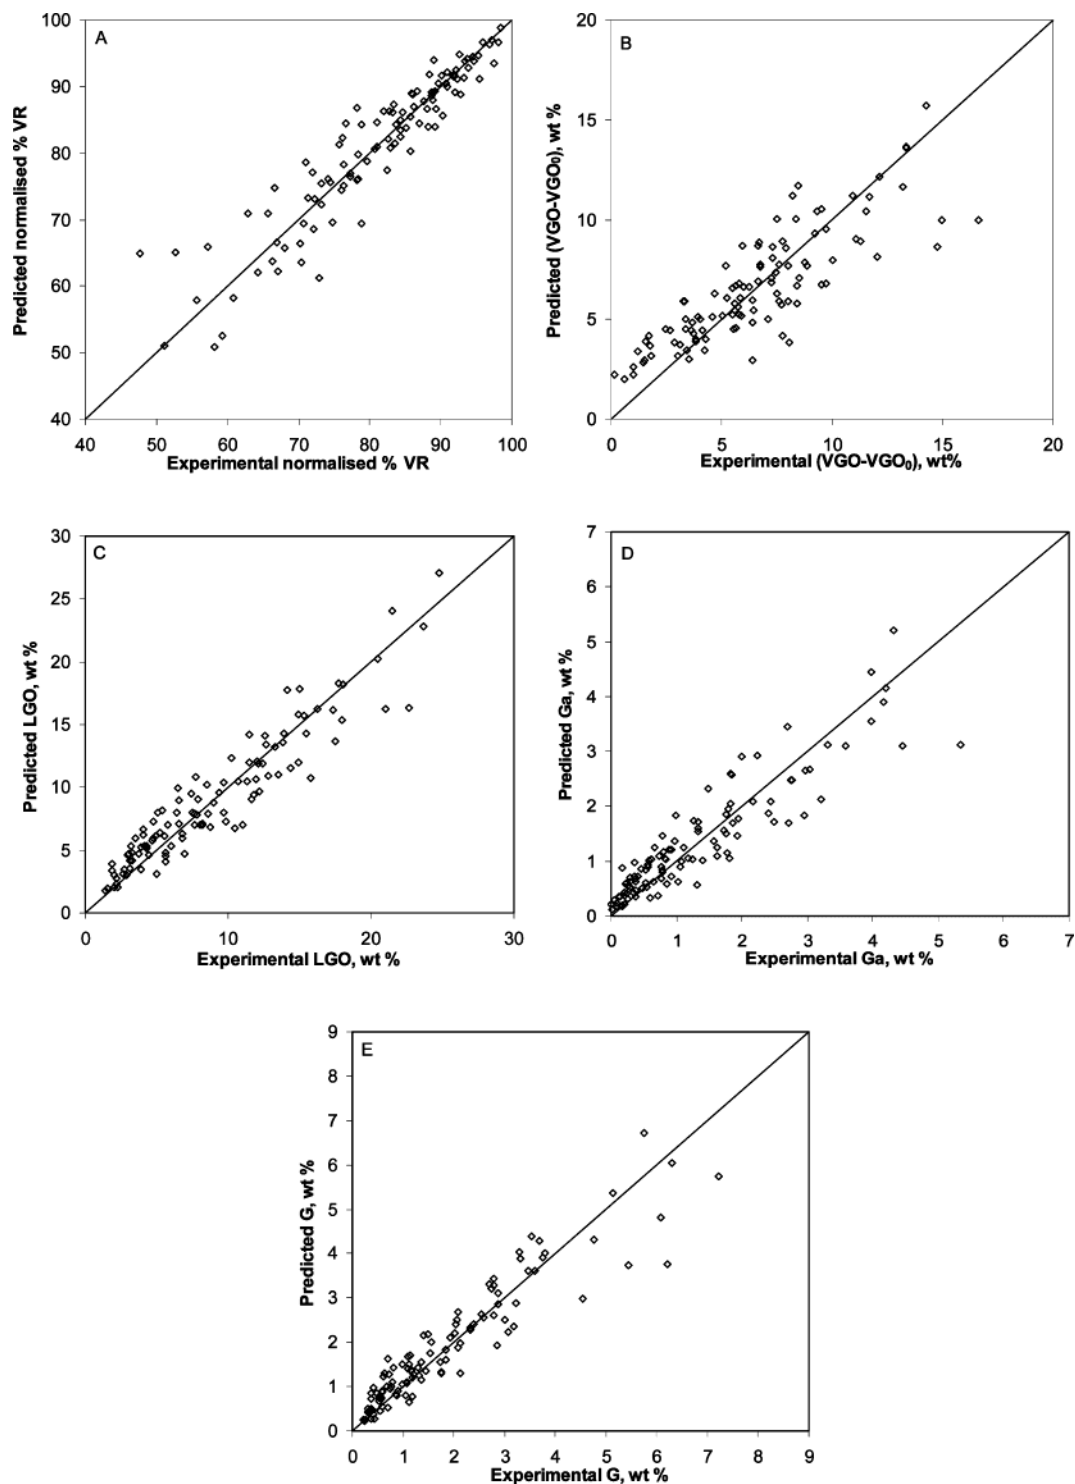 A
100
90
80
70
60
50
40
40 50 60 70 80 90 100
Predicted normalised % VR
Experimental normalised % VR
B
20
15
10
5
0
0 5 10 15 20
Predicted (VGO-VGO₀), wt %
Experimental (VGO-VGO₀), wt%
C
30
25
20
15
10
5
0
0 10 20 30
Predicted LGO, wt %
Experimental LGO, wt %
D
7
6
5
4
3
2
1
0
0 1 2 3 4 5 6 7
Predicted Ga, wt %
Experimental Ga, wt %
E
9
8
7
6
5
4
3
2
1
0
0 1 2 3 4 5 6 7 8 9
Predicted G, wt %
Experimental G, wt %